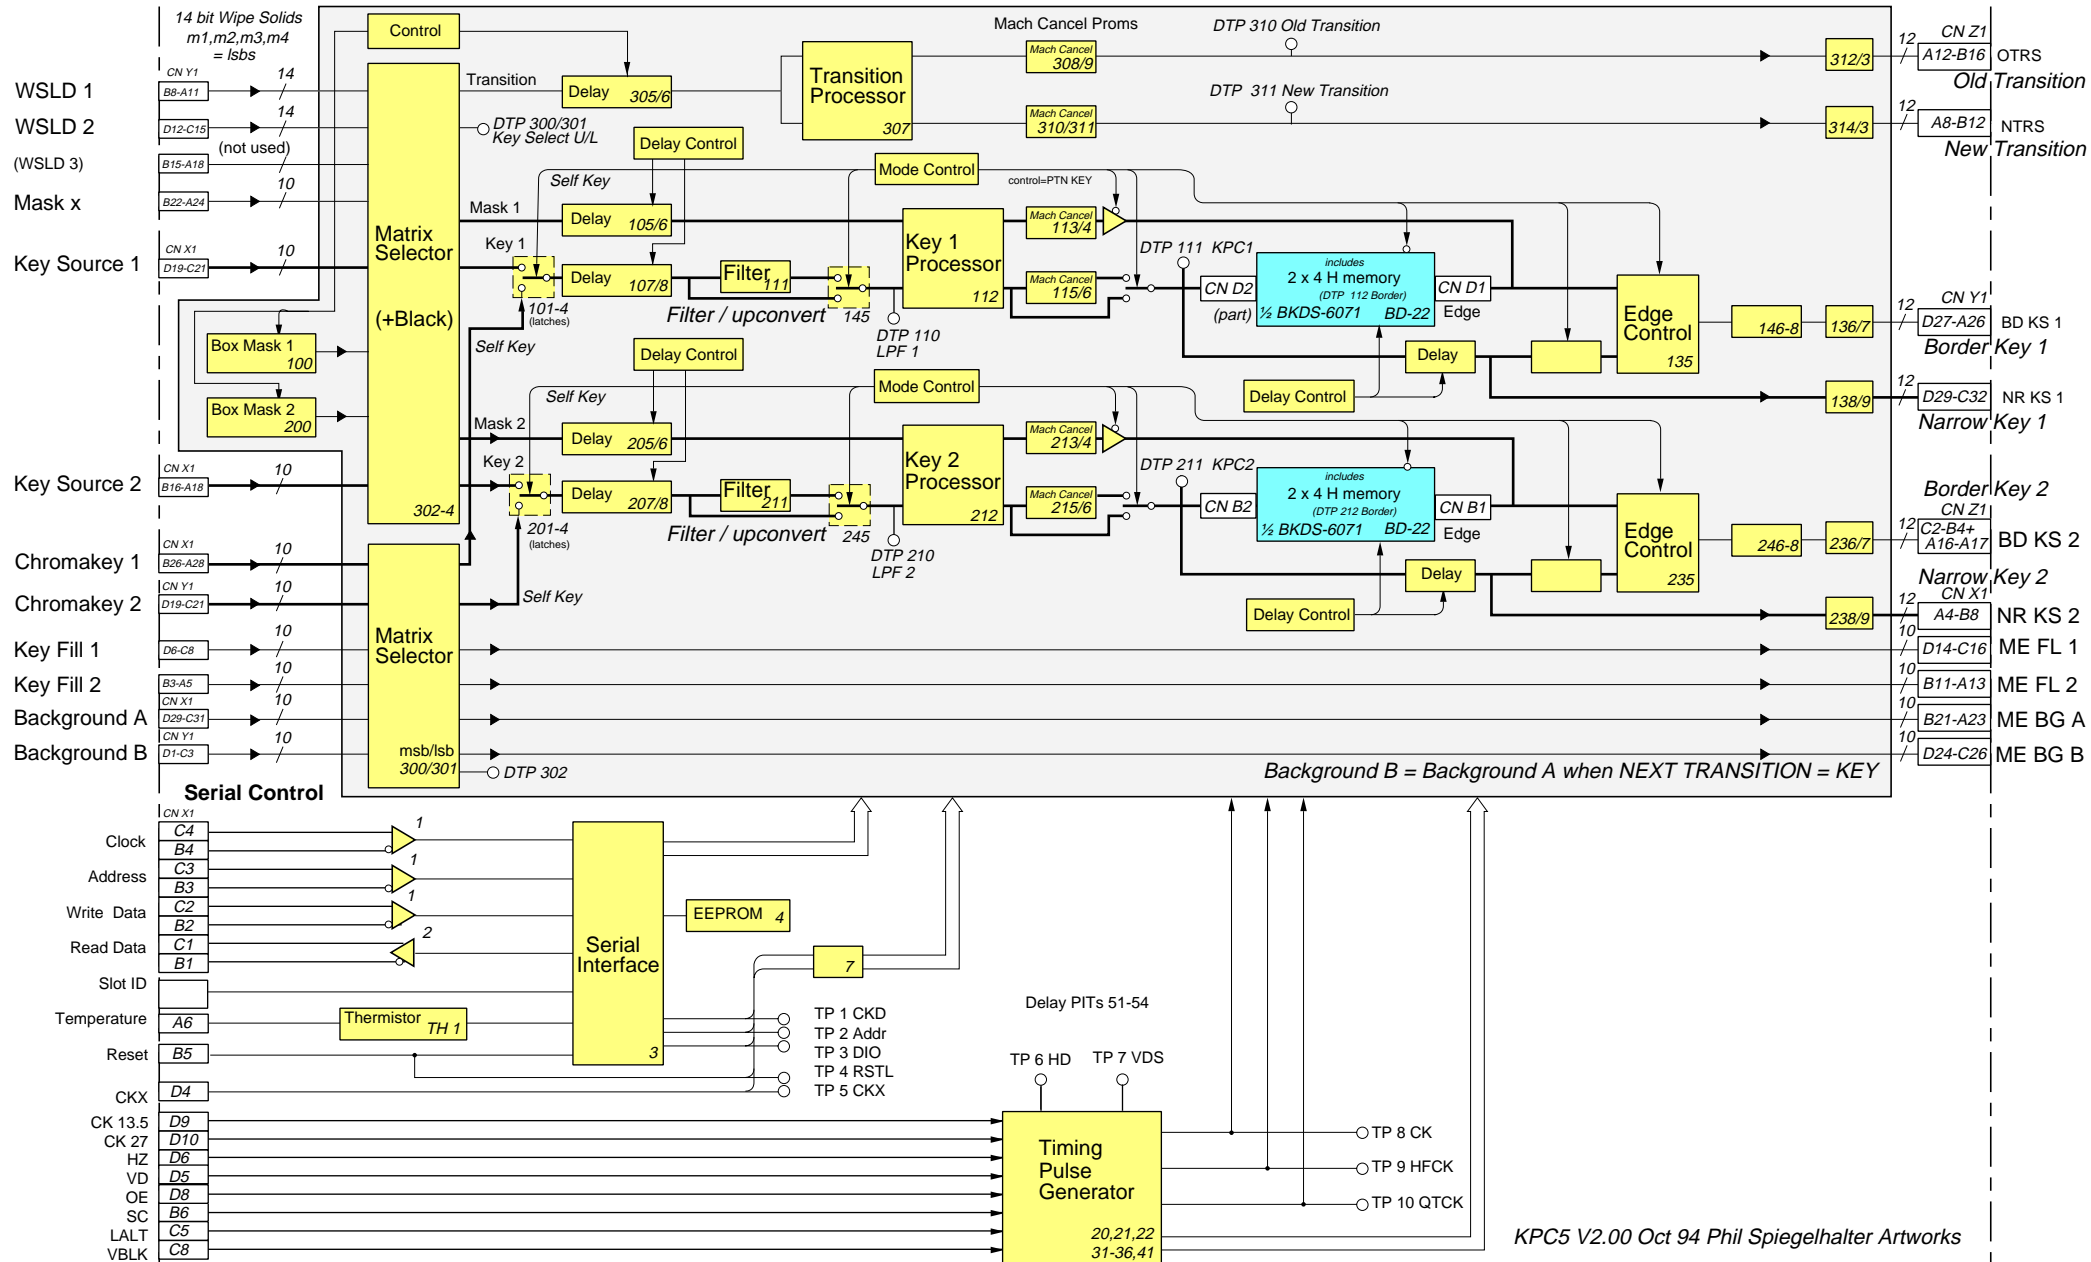 14 bit Wipe Solids
m1,m2,m3,m4
= lsbs
CN Y1
WSLD 1
B8-A11
14
WSLD 2
D12-C15
14
(not used)
(WSLD 3)
B15-A18
Mask x
B22-A24
10
CN X1
Key Source 1
D19-C21
10
Box Mask 1
100
Box Mask 2
200
CN X1
Key Source 2
B16-A18
10
CN X1
Chromakey 1
B26-A28
10
CN Y1
Chromakey 2
D19-C21
10
Key Fill 1
D6-C8
10
Key Fill 2
B3-A5
10
CN X1
Background A
D29-C31
10
CN Y1
Background B
D1-C3
10
Control
Matrix
Selector
(+Black)
302-4
Matrix
Selector
msb/lsb
300/301
DTP 302
Transition
Delay
305/6
DTP 300/301
Key Select U/L
Transition
Processor
307
Mach Cancel Proms
Mach Cancel
308/9
Mach Cancel
310/311
DTP 310 Old Transition
DTP 311 New Transition
312/3
12
CN Z1
A12-B16
OTRS
Old Transition
314/3
12
A8-B12
NTRS
New Transition
Delay Control
Mode Control
control=PTN KEY
Self Key
Mask 1
Delay
105/6
Key 1
101-4
(latches)
Self Key
Delay
107/8
Filter
111
Filter / upconvert
145
DTP 110
LPF 1
Key 1
Processor
112
Mach Cancel
113/4
Mach Cancel
115/6
DTP 111 KPC1
CN D2
(part)
includes
2 x 4 H memory
(DTP 112 Border)
½ BKDS-6071 BD-22
CN D1
Edge
Delay
Delay Control
Edge
Control
135
146-8
136/7
12
CN Y1
D27-A26
BD KS 1
Border Key 1
138/9
12
D29-C32
NR KS 1
Narrow Key 1
Delay Control
Mode Control
Self Key
Mask 2
Delay
205/6
Key 2
201-4
(latches)
Self Key
Delay
207/8
Filter
211
Filter / upconvert
245
DTP 210
LPF 2
Key 2
Processor
212
Mach Cancel
213/4
Mach Cancel
215/6
DTP 211 KPC2
CN B2
includes
2 x 4 H memory
(DTP 212 Border)
½ BKDS-6071 BD-22
CN B1
Edge
Delay
Delay Control
Edge
Control
235
246-8
236/7
Border Key 2
CN Z1
12
C2-B4+
A16-A17
BD KS 2
Narrow Key 2
CN X1
238/9
12
A4-B8
NR KS 2
10
D14-C16
ME FL 1
10
B11-A13
ME FL 2
10
B21-A23
ME BG A
10
D24-C26
ME BG B
Background B = Background A when NEXT TRANSITION = KEY
Serial Control
CN X1
Clock
C4
B4
1
Address
C3
B3
1
Write Data
C2
B2
1
Read Data
C1
B1
2
Slot ID
Temperature
A6
Thermistor
TH 1
Reset
B5
CKX
D4
Serial
Interface
3
EEPROM 4
7
TP 1 CKD
TP 2 Addr
TP 3 DIO
TP 4 RSTL
TP 5 CKX
CK 13.5
D9
CK 27
D10
HZ
D6
VD
D5
OE
D8
SC
B6
LALT
C5
VBLK
C8
Delay PITs 51-54
TP 6 HD
TP 7 VDS
Timing
Pulse
Generator
20,21,22
31-36,41
TP 8 CK
TP 9 HFCK
TP 10 QTCK
KPC5 V2.00 Oct 94 Phil Spiegelhalter Artworks